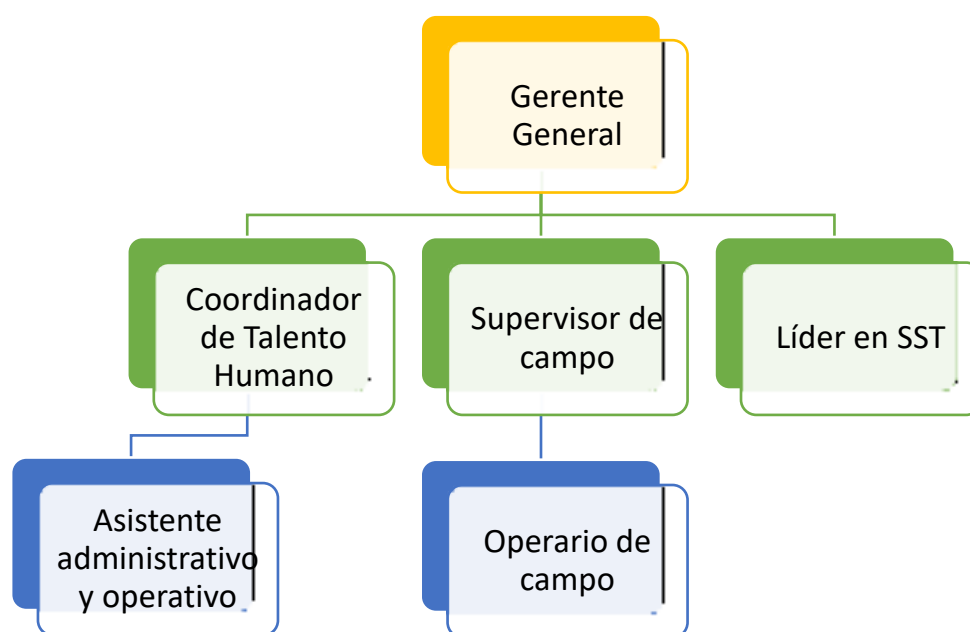 Gerente
General
Coordinador
de Talento
Humano
Supervisor de
campo
Líder en SST
Asistente
administrativo
y operativo
Operario de
campo